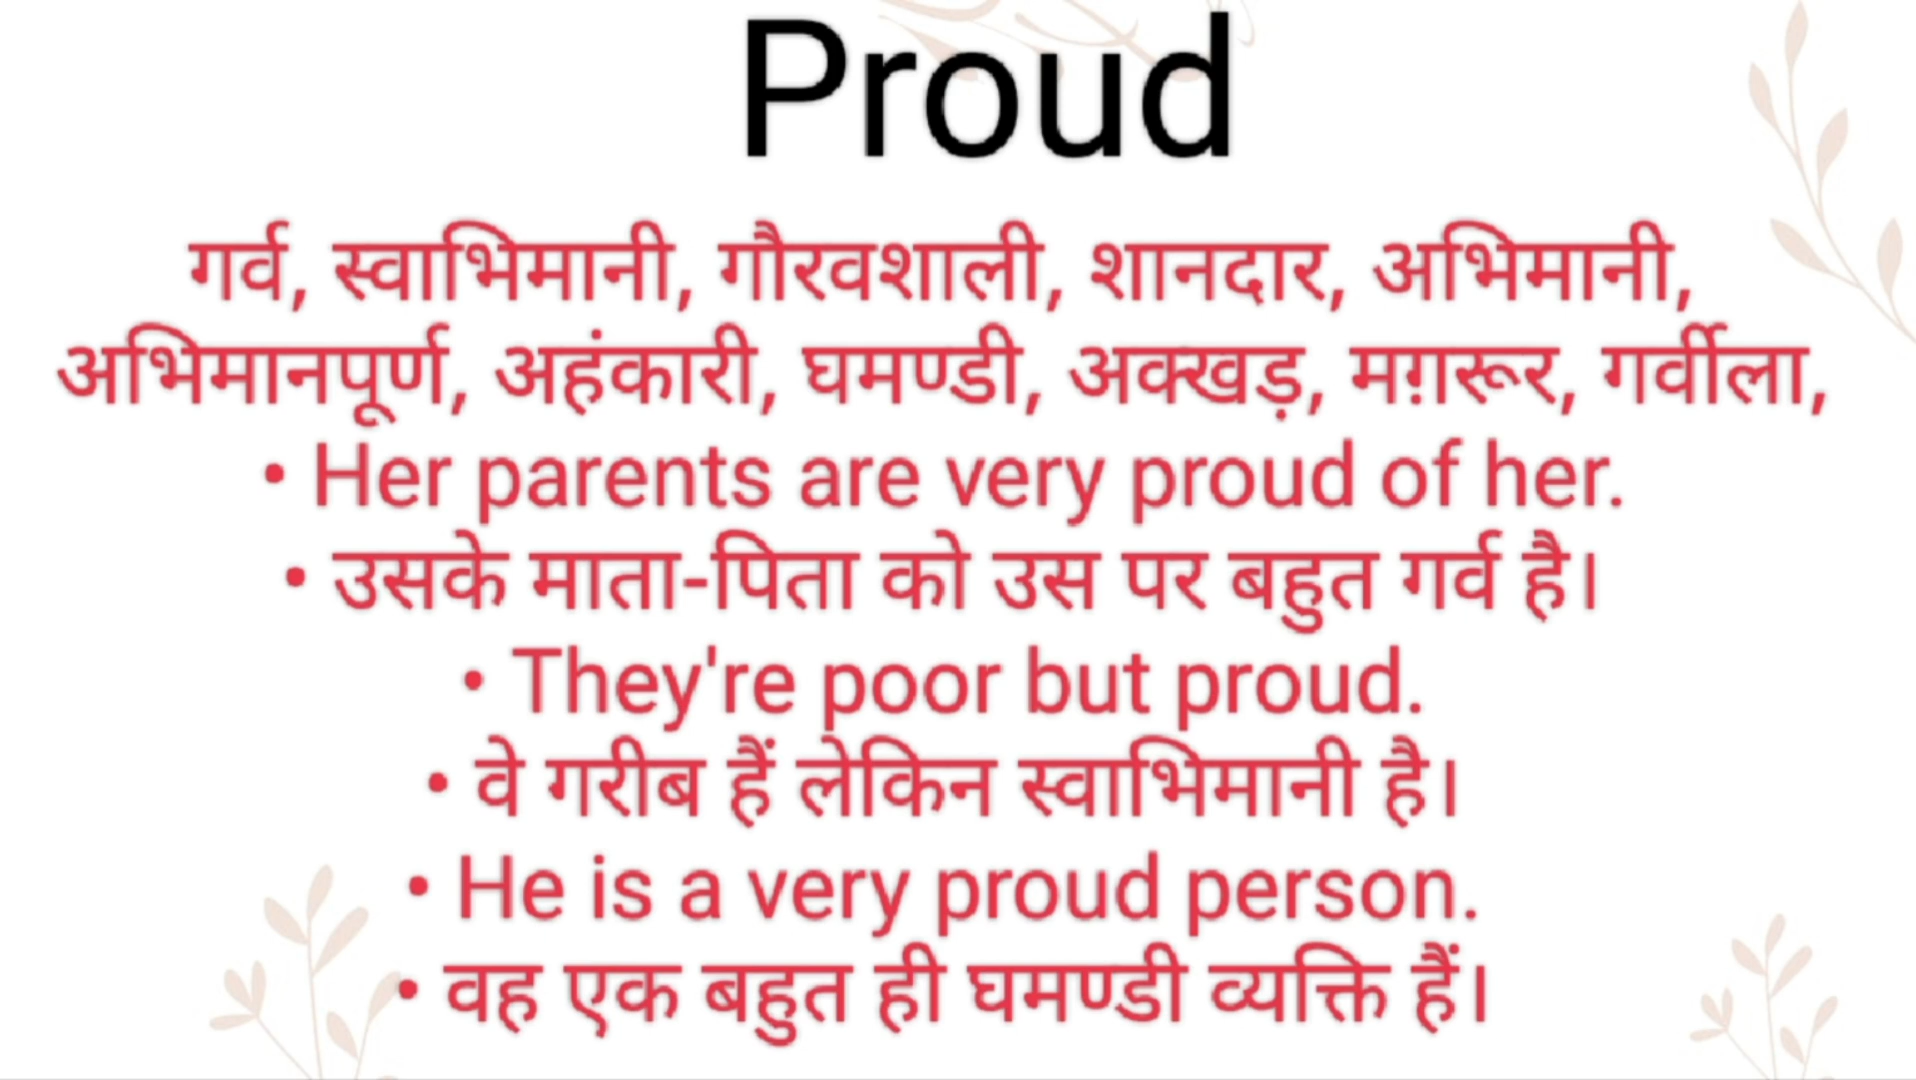 Proud
गर्व, स्वाभिमानी, गौरवशाली, शानदार, अभिमानी,
अभिमानपूर्ण, अहंकारी, घमण्डी, अक्खड़, मग़रूर, गर्वीला,
• Her parents are very proud of her.
• उसके माता-पिता को उस पर बहुत गर्व है।
• They're poor but proud.
• वे गरीब हैं लेकिन स्वाभिमानी है।
• He is a very proud person.
• वह एक बहुत ही घमण्डी व्यक्ति हैं।